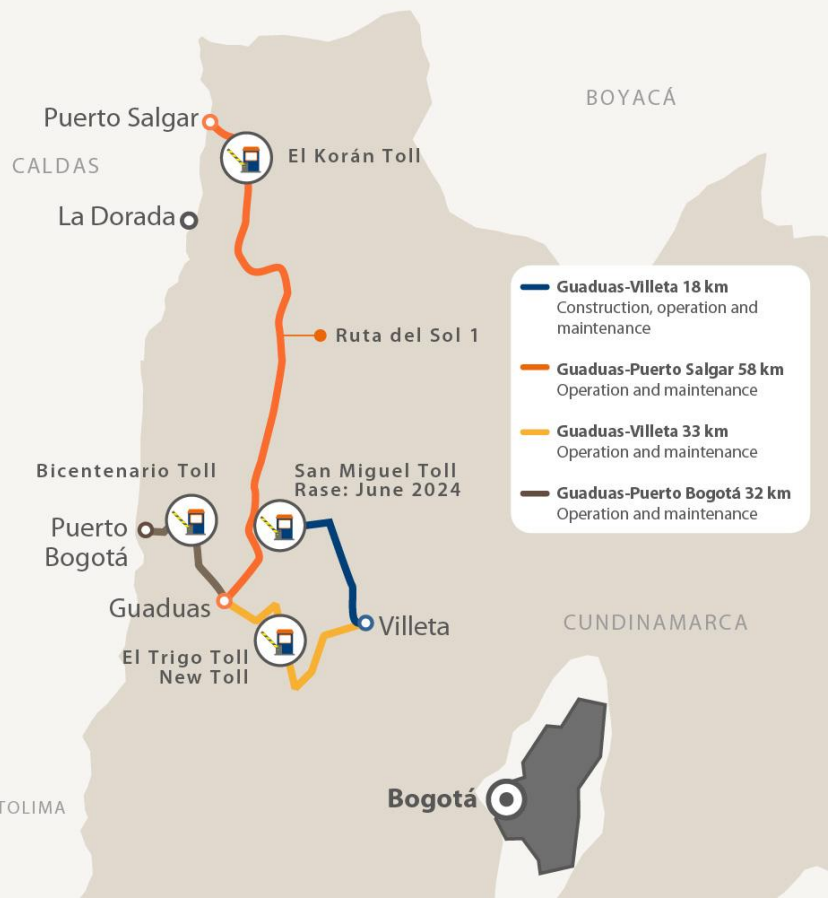 BOYACÁ
Puerto Salgar
El Korán Toll
CALDAS
La Dorada
Guaduas-Villeta 18 km
Construction, operation and
maintenance
Ruta del Sol 1
Guaduas-Puerto Salgar 58 km
Operation and maintenance
Guaduas-Villeta 33 km
Operation and maintenance
Guaduas-Puerto Bogotá 32 km
Operation and maintenance
Bicentenario Toll
San Miguel Toll
Rase: June 2024
Puerto
Bogotá
Guaduas
Villeta
CUNDINAMARCA
El Trigo Toll
New Toll
Bogotá
TOLIMA